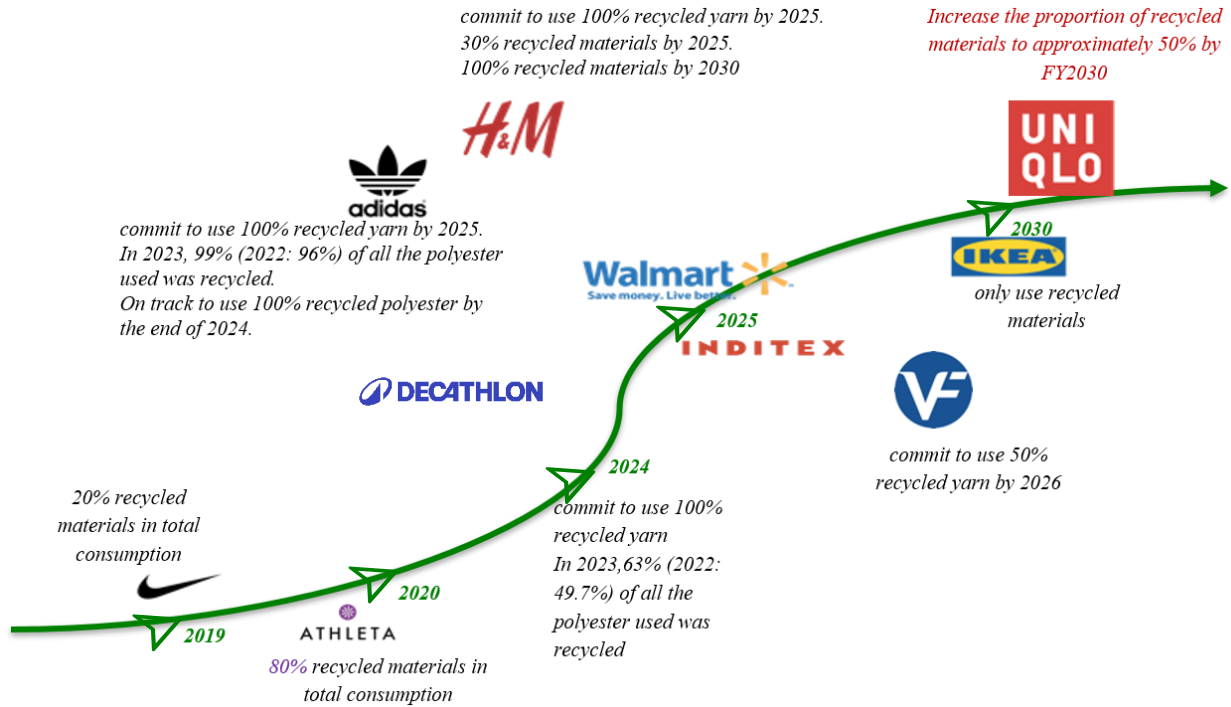 commit to use 100% recycled yarn by 2025.
30% recycled materials by 2025.
100% recycled materials by 2030
H&M
Increase the proportion of recycled
materials to approximately 50% by
FY2030
UNI
QLO
adidas
commit to use 100% recycled yarn by 2025.
In 2023, 99% (2022: 96%) of all the polyester
used was recycled.
On track to use 100% recycled polyester by
the end of 2024.
Walmart
Save money. Live better.
2025
INDITEX
2030
IKEA
only use recycled
materials
DECATHLON
VF
commit to use 50%
recycled yarn by 2026
2024
commit to use 100%
recycled yarn
In 2023,63% (2022:
49.7%) of all the
polyester used was
recycled
20% recycled
materials in total
consumption
2019
2020
ATHLETA
80% recycled materials in
total consumption